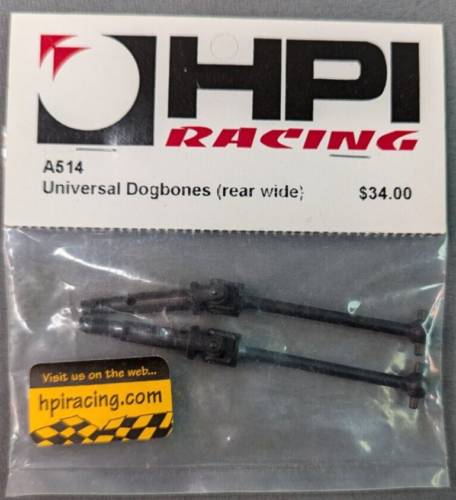 HPI
RACING
A514
Universal Dogbones (rear wide) $34.00
Visit us on the web...
hpiracing.com